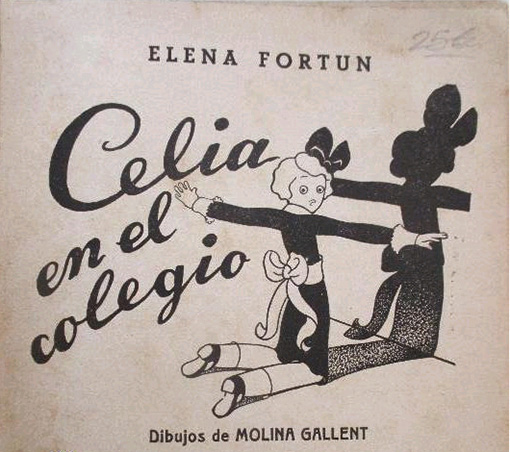 ELENA FORTUN
Celia
en el
colegio
Dibujos de MOLINA GALLENT